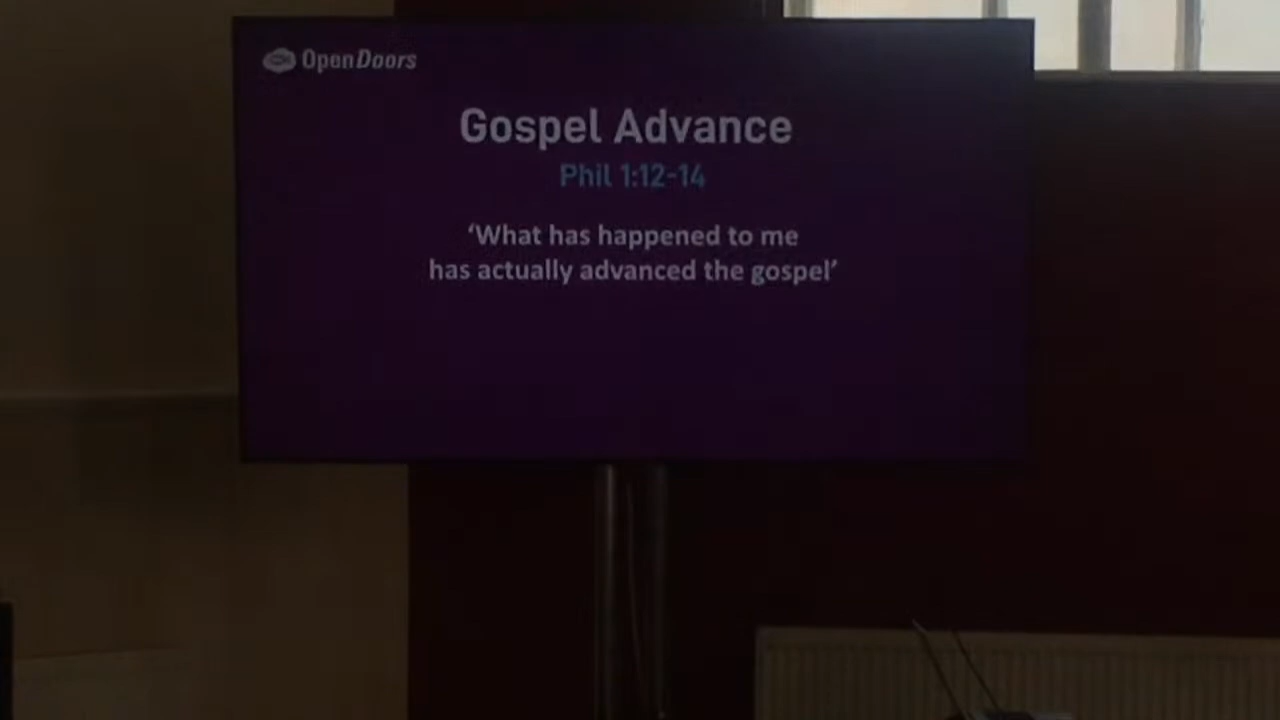 OpenDoors
Gospel Advance
Phil 1:12-14
‘What has happened to me
has actually advanced the gospel’